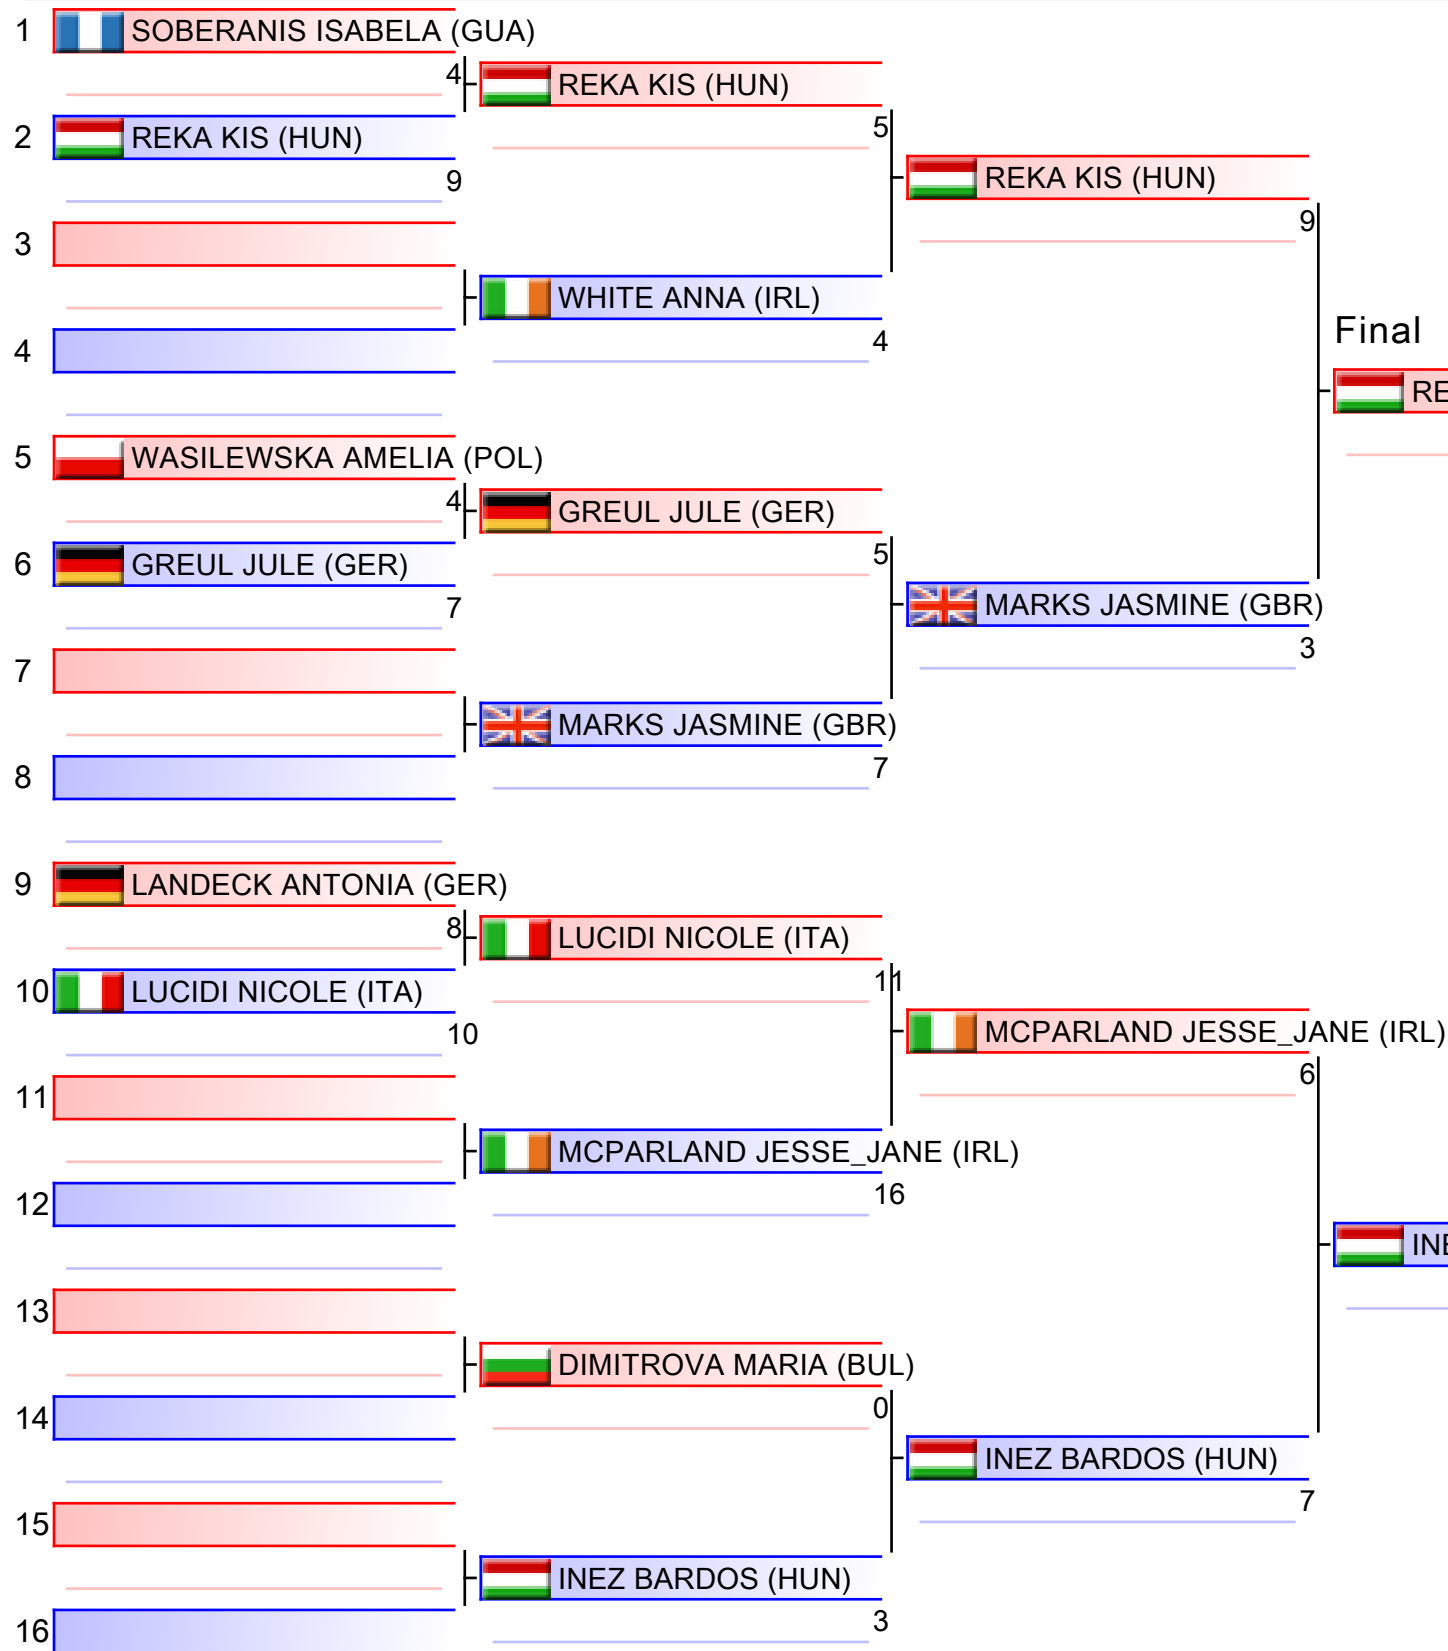 1 SOBERANIS ISABELA (GUA)
4 REKA KIS (HUN)
2 REKA KIS (HUN)
5
9
REKA KIS (HUN)
3
9
WHITE ANNA (IRL)
4
4
Final
RE
5 WASILEWSKA AMELIA (POL)
4 GREUL JULE (GER)
6 GREUL JULE (GER)
5
7
MARKS JASMINE (GBR)
7
3
MARKS JASMINE (GBR)
8
7
9 LANDECK ANTONIA (GER)
8 LUCIDI NICOLE (ITA)
10 LUCIDI NICOLE (ITA)
11
10
MCPARLAND JESSE_JANE (IRL)
11
6
MCPARLAND JESSE_JANE (IRL)
12
16
INE
13
DIMITROVA MARIA (BUL)
14
0
INEZ BARDOS (HUN)
15
7
INEZ BARDOS (HUN)
16
3